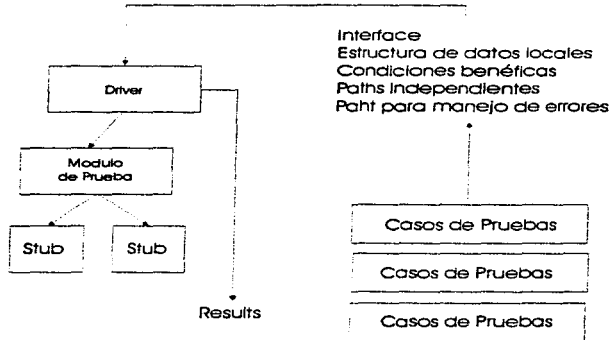 Interface
Estructura de datos locales
Condiciones benéficas
Paths Independientes
Paht para manejo de errores
Driver
Modulo
de Prueba
Stub
Stub
Results
Casos de Pruebas
Casos de Pruebas
Casos de Pruebas